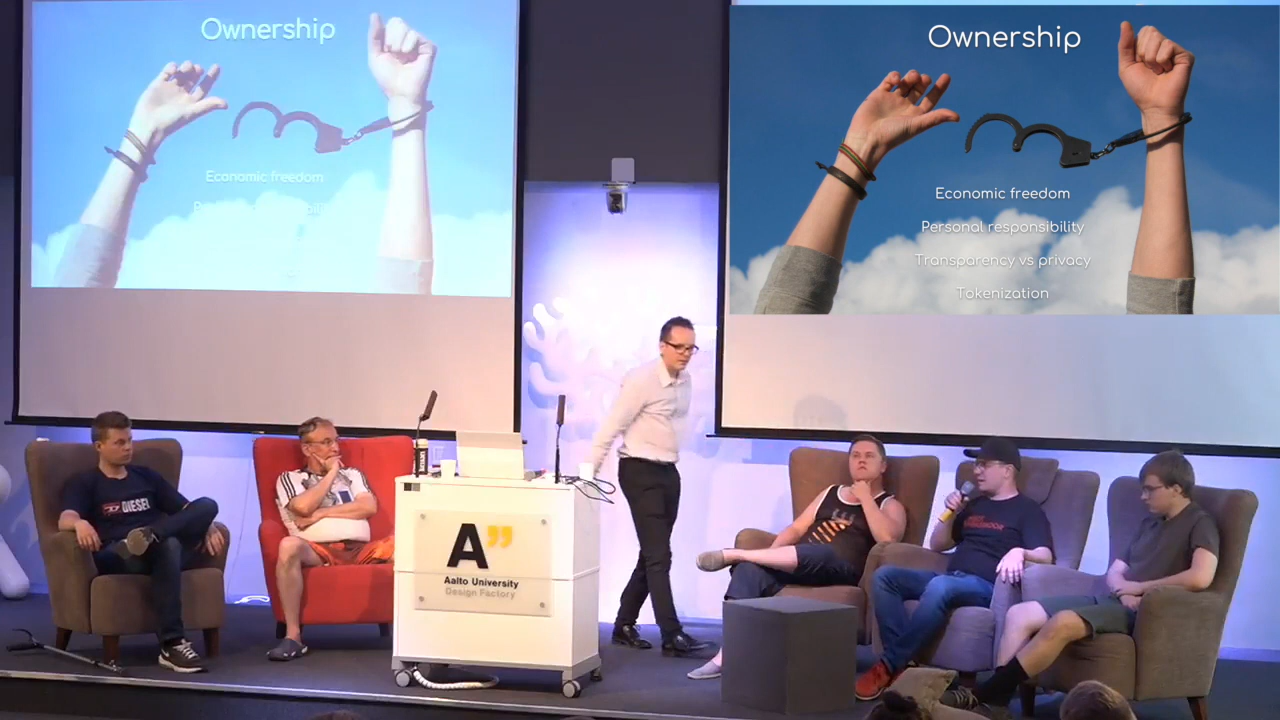 Ownership
Economic freedom
Ownership
Economic freedom
Personal responsibility
Transparency vs privacy
Tokenization
DIESEL
A”
Aalto University
Design Factory